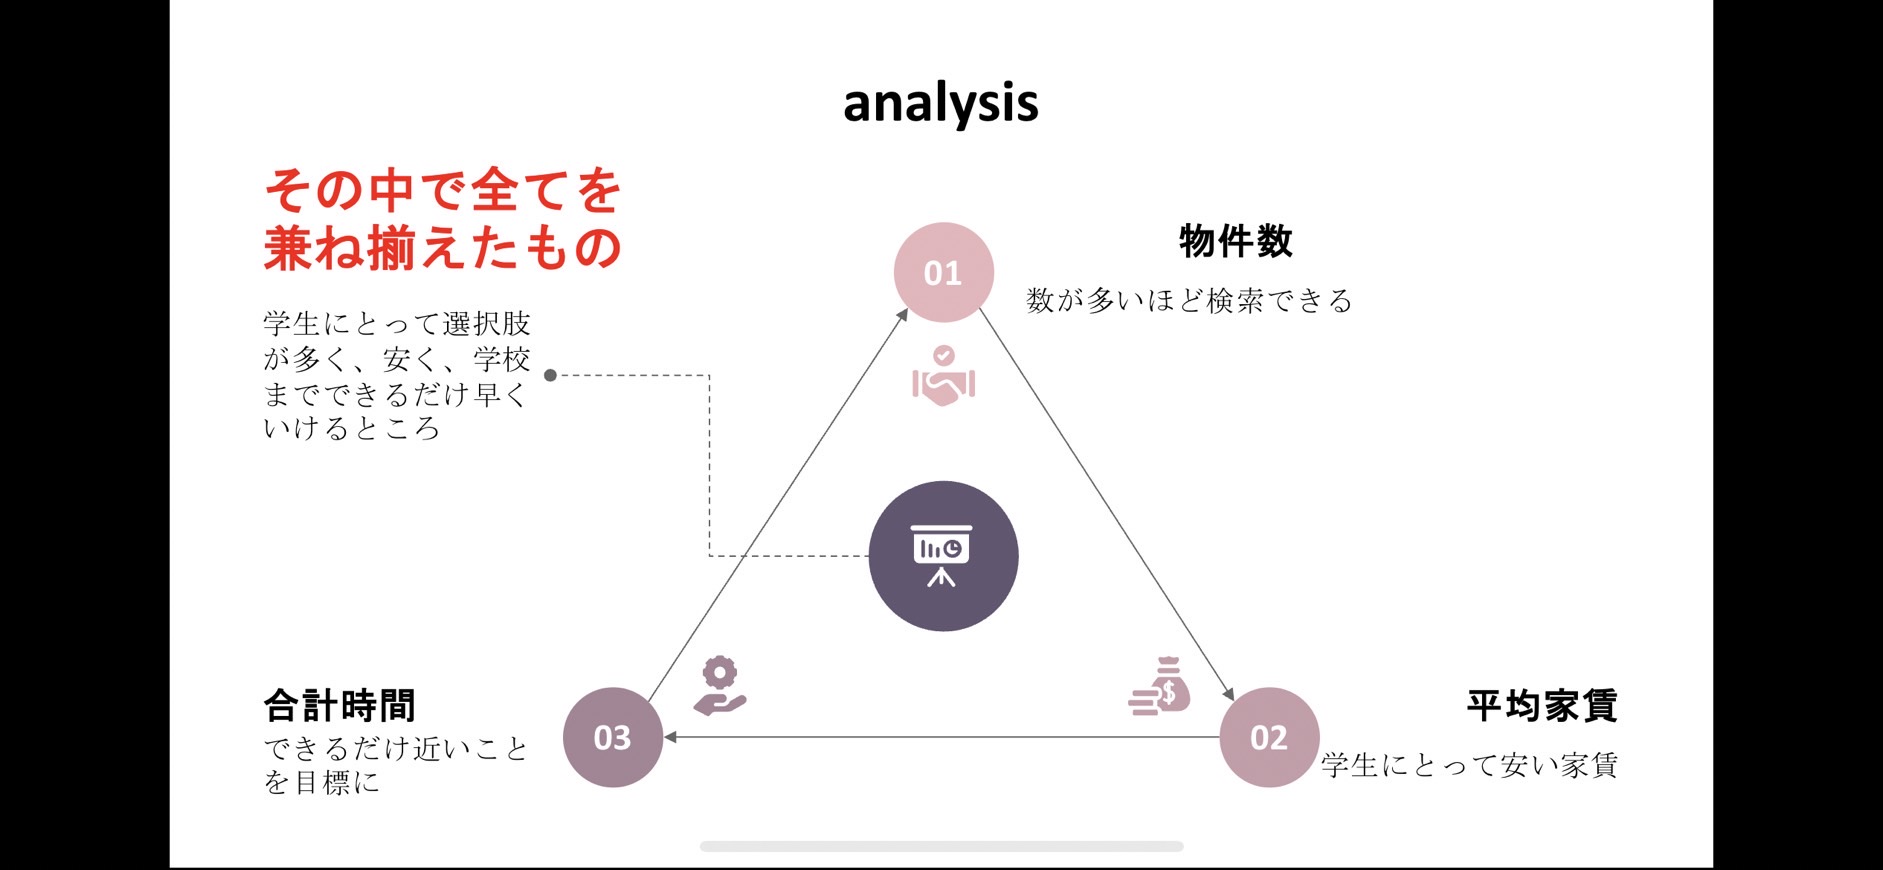 analysis
その中で全てを
兼ね揃えたもの
学生にとって選択肢
が多く、安く、学校
までできるだけ早く
いけるところ
01
物件数
数が多いほど検索できる
02
平均家賃
学生にとって安い家賃
03
合計時間
できるだけ近いこと
を目標に